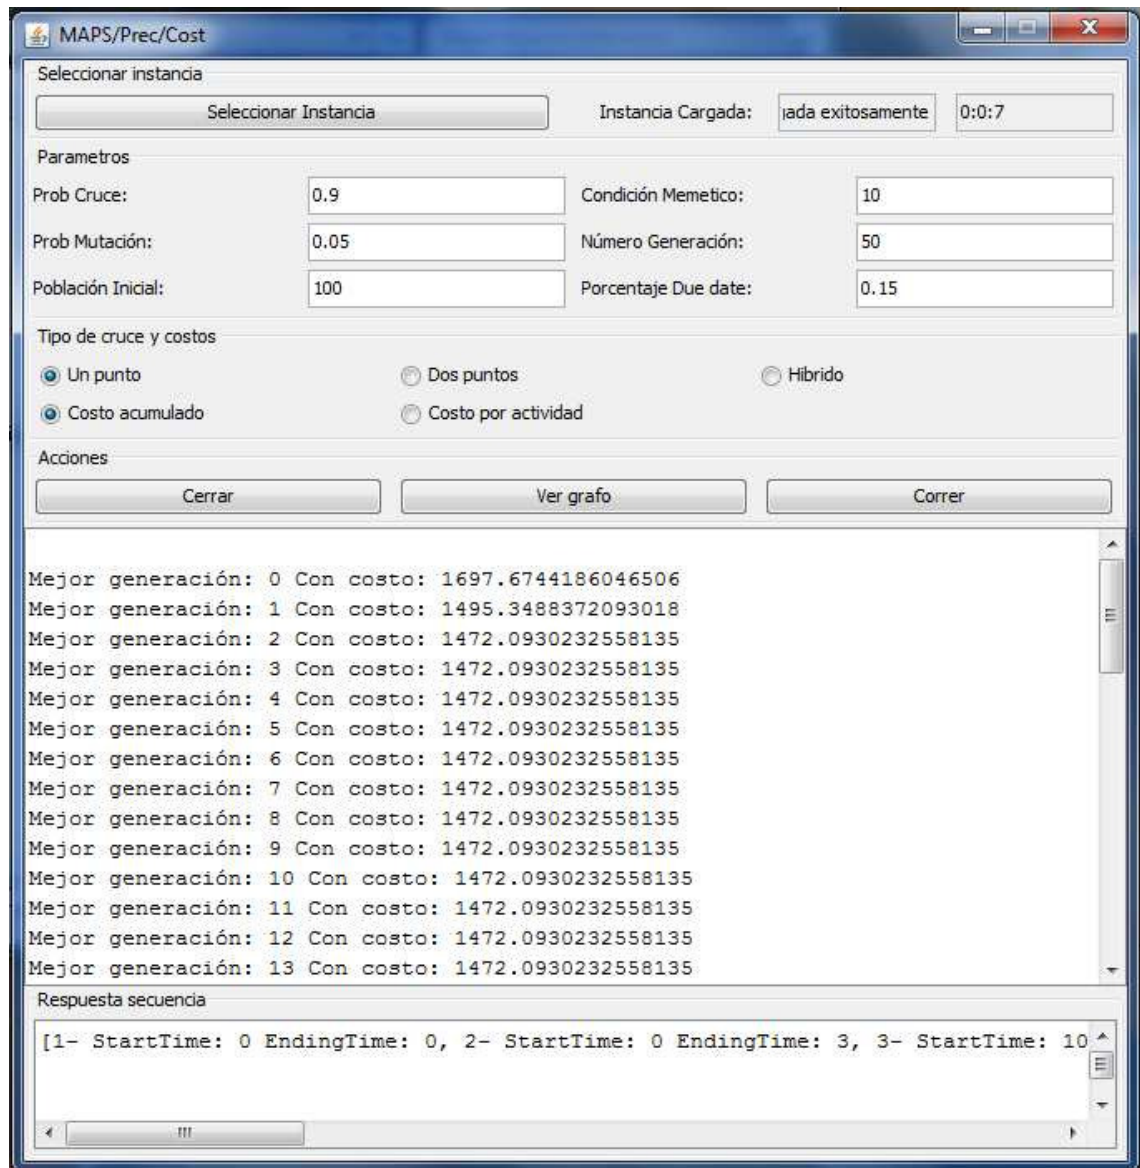 MAPS/Prec/Cost
Seleccionar instancia
Seleccionar Instancia Instancia Cargada: exitosamente 0:0:7
Parametros
Prob Cruce: 0.9 Condición Memetico: 10
Prob Mutación: 0.05 Número Generación: 50
Población Inicial: 100 Porcentaje Due date: 0.15
Tipo de cruce y costos
Un punto Dos puntos Hibrido
Costo acumulado Costo por actividad
Acciones
Cerrar Ver grafo Correr
Mejor generación: 0 Con costo: 1697.6744186046506
Mejor generación: 1 Con costo: 1495.3488372093018
Mejor generación: 2 Con costo: 1472.0930232558135
Mejor generación: 3 Con costo: 1472.0930232558135
Mejor generación: 4 Con costo: 1472.0930232558135
Mejor generación: 5 Con costo: 1472.0930232558135
Mejor generación: 6 Con costo: 1472.0930232558135
Mejor generación: 7 Con costo: 1472.0930232558135
Mejor generación: 8 Con costo: 1472.0930232558135
Mejor generación: 9 Con costo: 1472.0930232558135
Mejor generación: 10 Con costo: 1472.0930232558135
Mejor generación: 11 Con costo: 1472.0930232558135
Mejor generación: 12 Con costo: 1472.0930232558135
Mejor generación: 13 Con costo: 1472.0930232558135
Respuesta secuencia
[1- StartTime: 0 EndingTime: 0, 2- StartTime: 0 EndingTime: 3, 3- StartTime: 10